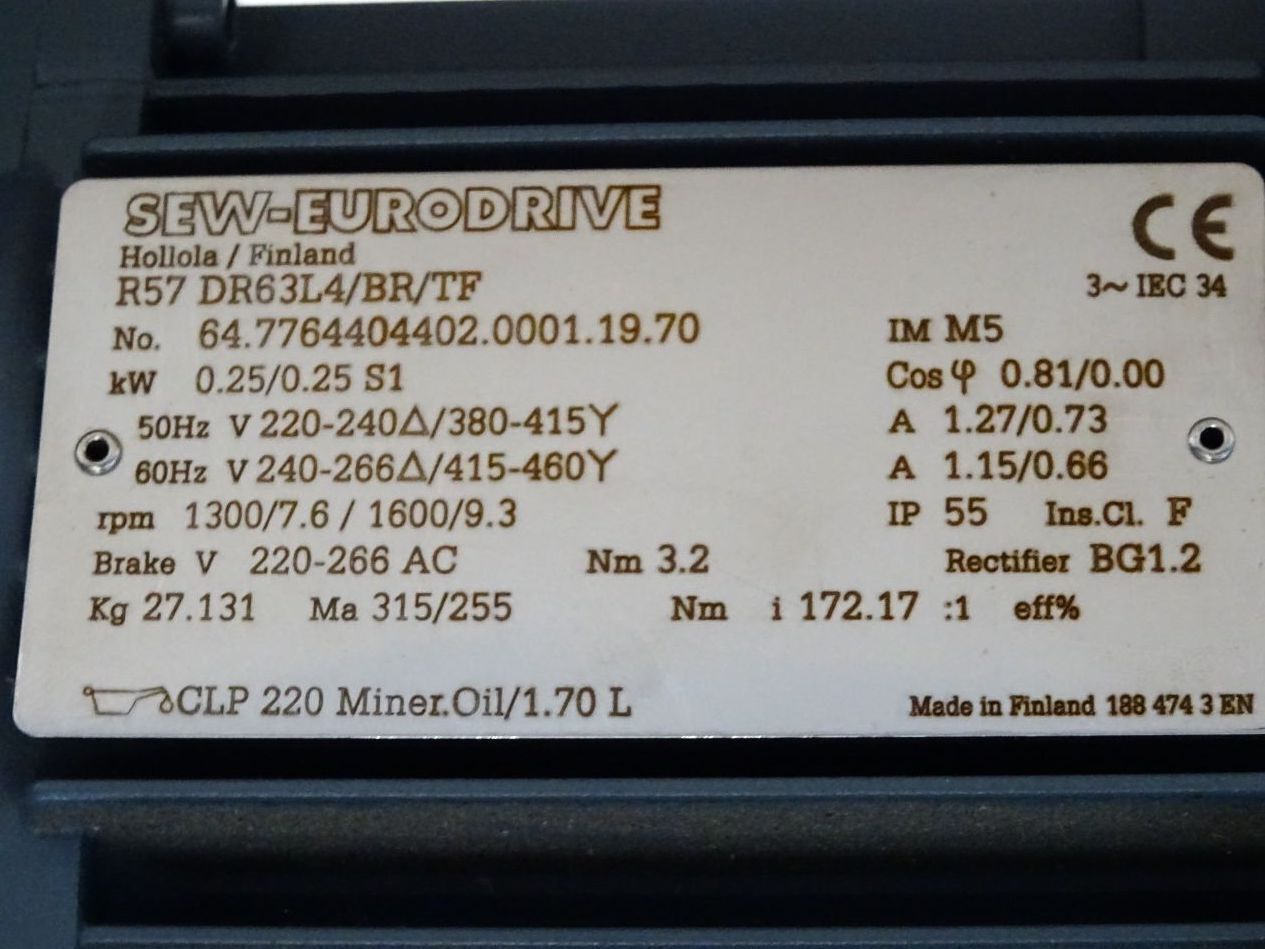 SEW-EURODRIVE
CE
Hollola / Finland
R57 DR63L4/BR/TF
3~ IEC 34
No. 64.7764404402.0001.19.70 IM M5
kW 0.25/0.25 S1 Cos φ 0.81/0.00
50Hz V 220-240Δ/380-415Y A 1.27/0.73
60Hz V 240-266Δ/415-460Y A 1.15/0.66
rpm 1300/7.6 / 1600/9.3 IP 55 Ins.Cl. F
Brake V 220-266 AC Nm 3.2 Rectifier BG1.2
Kg 27.131 Ma 315/255 Nm i 172.17 :1 eff%
CLP 220 Miner.Oil/1.70 L Made in Finland 188 474 3 EN